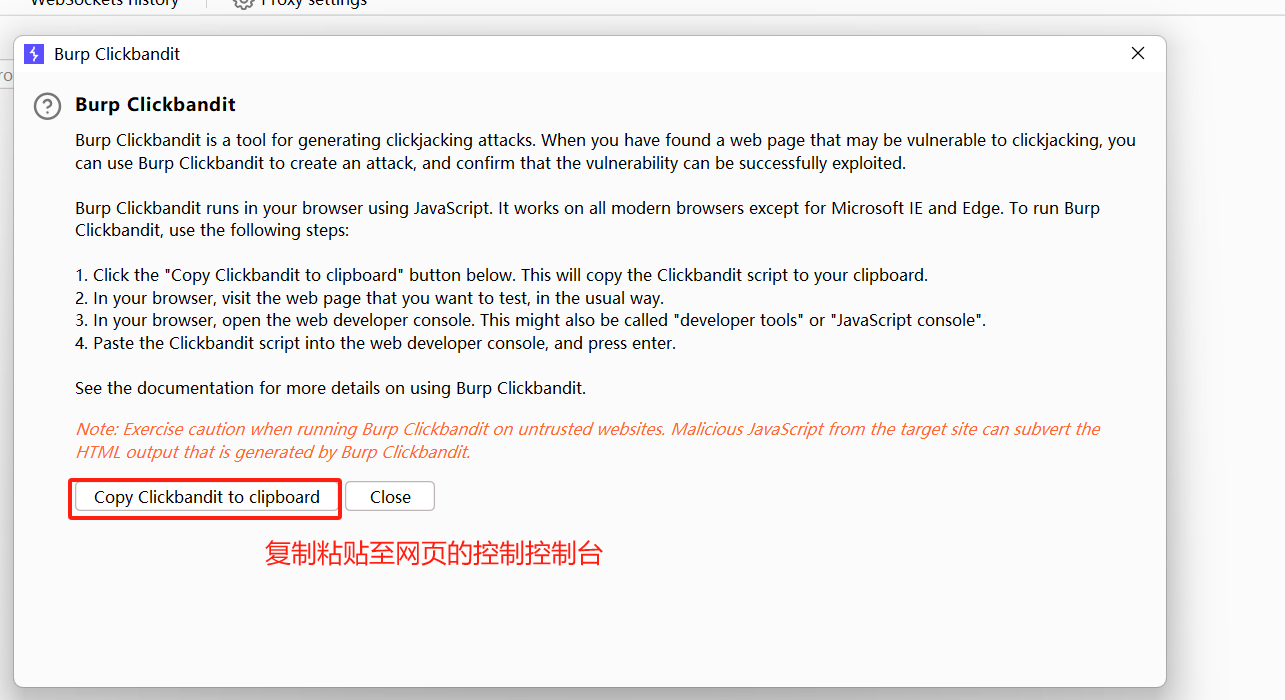 WebSockets history
Proxy settings
Burp Clickbandit
ro
Burp Clickbandit
Burp Clickbandit is a tool for generating clickjacking attacks. When you have found a web page that may be vulnerable to clickjacking, you
can use Burp Clickbandit to create an attack, and confirm that the vulnerability can be successfully exploited.
Burp Clickbandit runs in your browser using JavaScript. It works on all modern browsers except for Microsoft IE and Edge. To run Burp
Clickbandit, use the following steps:
1. Click the "Copy Clickbandit to clipboard" button below. This will copy the Clickbandit script to your clipboard.
2. In your browser, visit the web page that you want to test, in the usual way.
3. In your browser, open the web developer console. This might also be called "developer tools" or "JavaScript console".
4. Paste the Clickbandit script into the web developer console, and press enter.
See the documentation for more details on using Burp Clickbandit.
Note: Exercise caution when running Burp Clickbandit on untrusted websites. Malicious JavaScript from the target site can subvert the
HTML output that is generated by Burp Clickbandit.
Copy Clickbandit to clipboard
Close
复制粘贴至网页的控制控制台